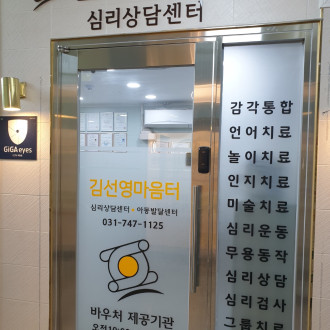 심리상담센터
GiGA eyes
김선영마음터
심리상담센터 · 아동발달센터
031-747-1125
바우처 제공기관
감각통합
언어치료
놀이치료
인지치료
미술치료
심리운동
무용동작
심리상담
심리검사
그룹치료